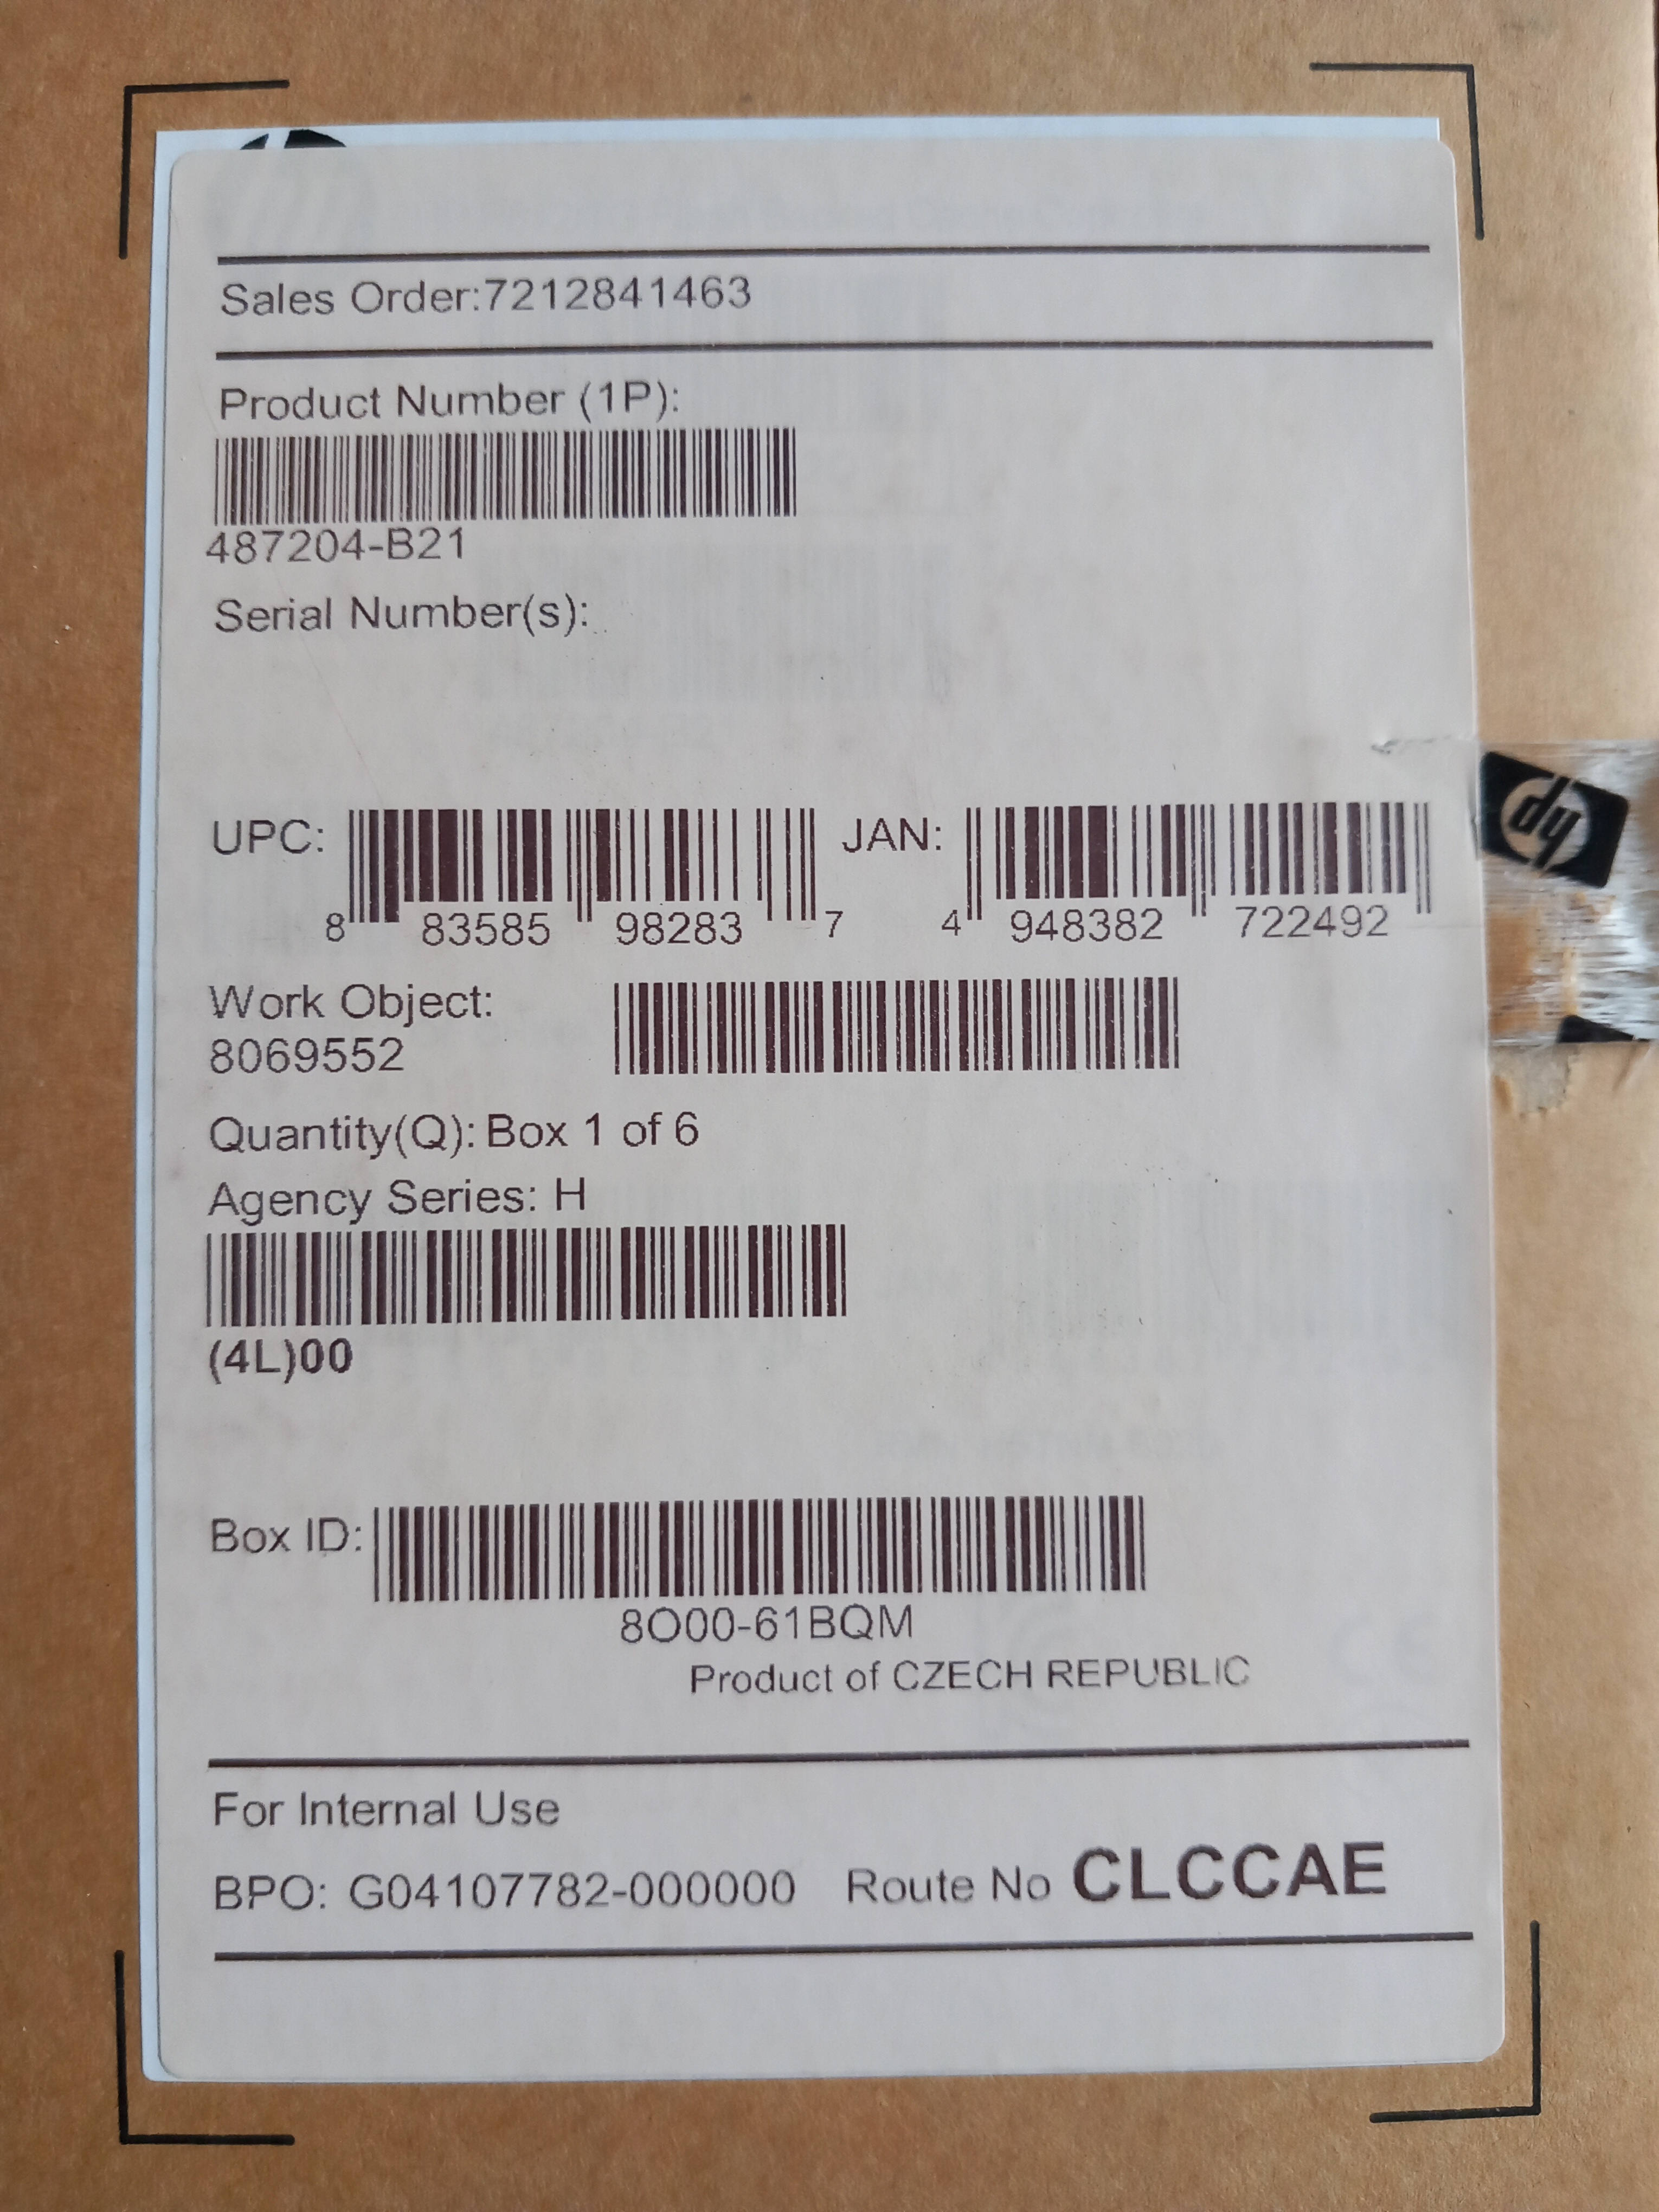 Sales Order:7212841463
Product Number (1P):
487204-B21
Serial Number(s):
UPC: 8 83585 98283 7 JAN: 4 948382 722492
Work Object:
8069552
Quantity(Q): Box 1 of 6
Agency Series: H
(4L)00
Box ID:
8O00-61BQM
Product of CZECH REPUBLIC
For Internal Use
BPO: G04107782-000000 Route No CLCCAE
hp